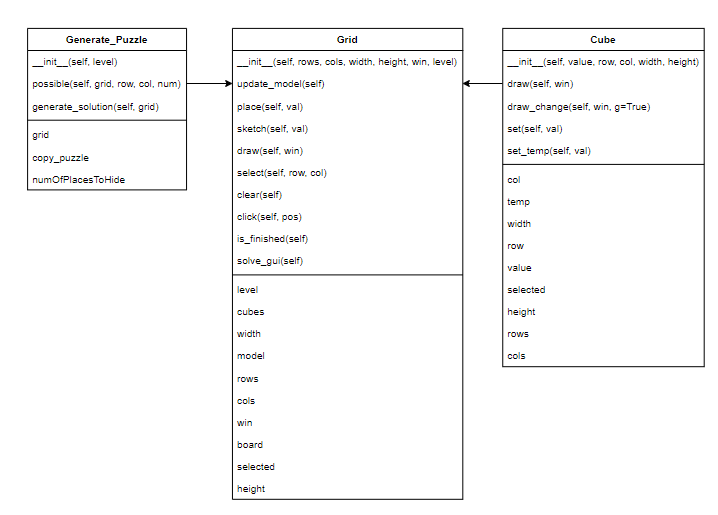 Generate_Puzzle
__init__(self, level)
possible(self, grid, row, col, num)
generate_solution(self, grid)
grid
copy_puzzle
numOfPlacesToHide
Grid
__init__(self, rows, cols, width, height, win, level)
update_model(self)
place(self, val)
sketch(self, val)
draw(self, win)
select(self, row, col)
clear(self)
click(self, pos)
is_finished(self)
solve_gui(self)
level
cubes
width
model
rows
cols
win
board
selected
height
Cube
__init__(self, value, row, col, width, height)
draw(self, win)
draw_change(self, win, g=True)
set(self, val)
set_temp(self, val)
col
temp
width
row
value
selected
height
rows
cols